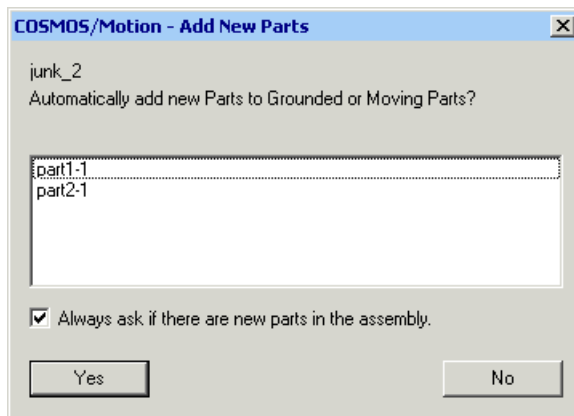 COSMOS/Motion - Add New Parts
junk_2
Automatically add new Parts to Grounded or Moving Parts?
part1-1
part2-1
Always ask if there are new parts in the assembly.
Yes
No